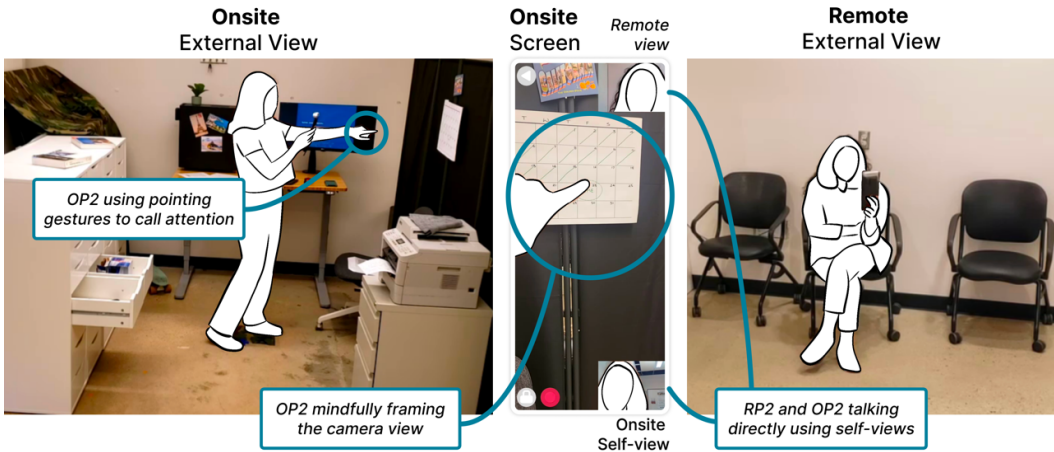 Onsite
External View
Onsite
Screen
Remote
view
Remote
External View
OP2 using pointing
gestures to call attention
OP2 mindfully framing
the camera view
Onsite
Self-view
RP2 and OP2 talking
directly using self-views